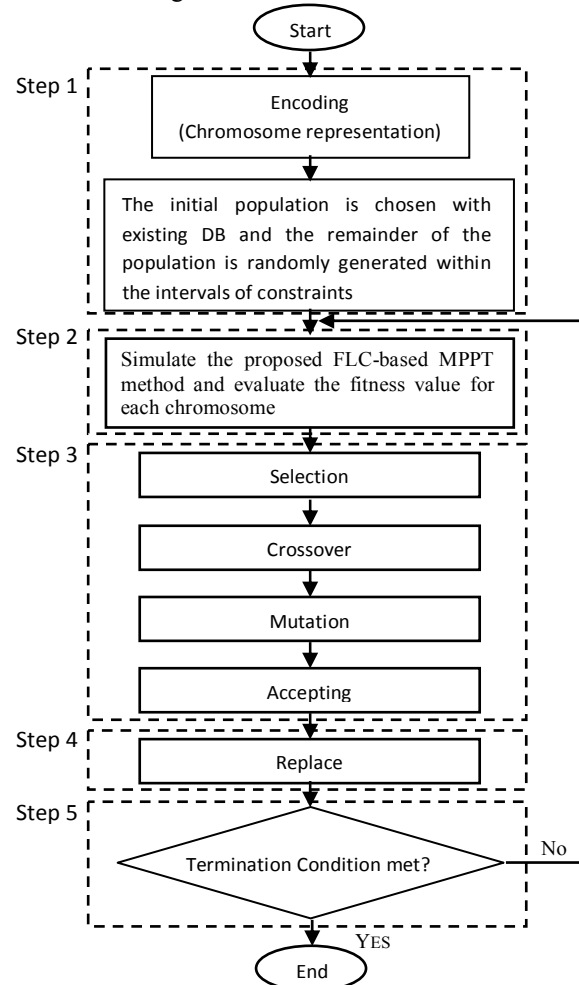 Start
Step 1
Encoding
(Chromosome representation)
The initial population is chosen with
existing DB and the remainder of the
population is randomly generated within
the intervals of constraints
Step 2
Simulate the proposed FLC-based MPPT
method and evaluate the fitness value for
each chromosome
Step 3
Selection
Crossover
Mutation
Accepting
Step 4
Replace
Step 5
Termination Condition met?
No
YES
End